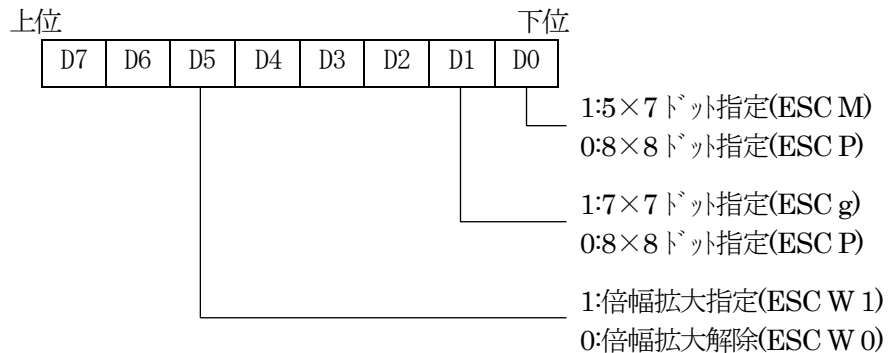 上位 下位
D7 D6 D5 D4 D3 D2 D1 D0
1:5×7ﾄﾞｯﾄ指定(ESC M)
0:8×8ﾄﾞｯﾄ指定(ESC P)
1:7×7ﾄﾞｯﾄ指定(ESC g)
0:8×8ﾄﾞｯﾄ指定(ESC P)
1:倍幅拡大指定(ESC W 1)
0:倍幅拡大解除(ESC W 0)